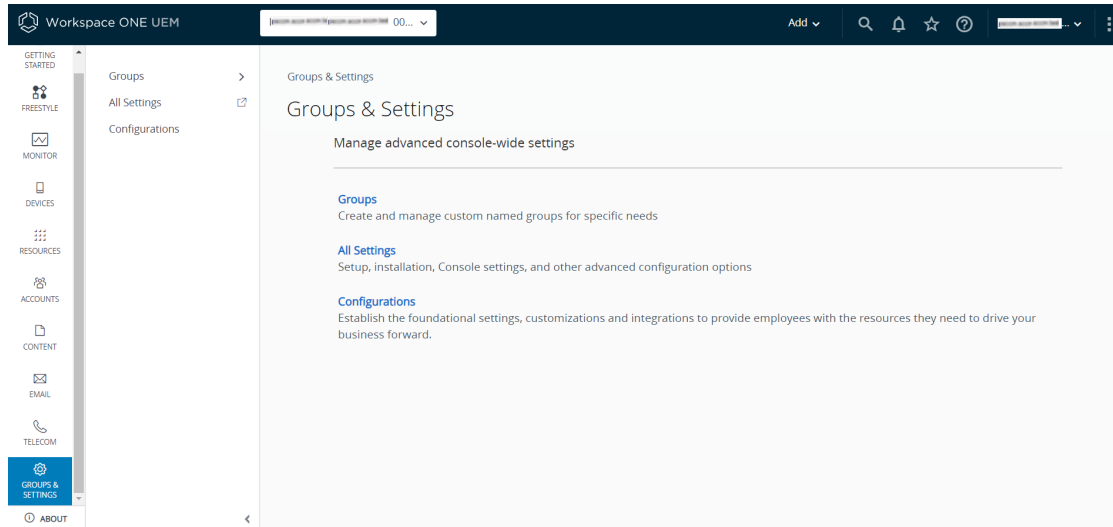 Workspace ONE UEM
00...
Add
GETTING
STARTED
FREESTYLE
MONITOR
DEVICES
RESOURCES
ACCOUNTS
CONTENT
EMAIL
TELECOM
GROUPS &
SETTINGS
ABOUT
Groups
All Settings
Configurations
Groups & Settings
Groups & Settings
Manage advanced console-wide settings
Groups
Create and manage custom named groups for specific needs
All Settings
Setup, installation, Console settings, and other advanced configuration options
Configurations
Establish the foundational settings, customizations and integrations to provide employees with the resources they need to drive your
business forward.